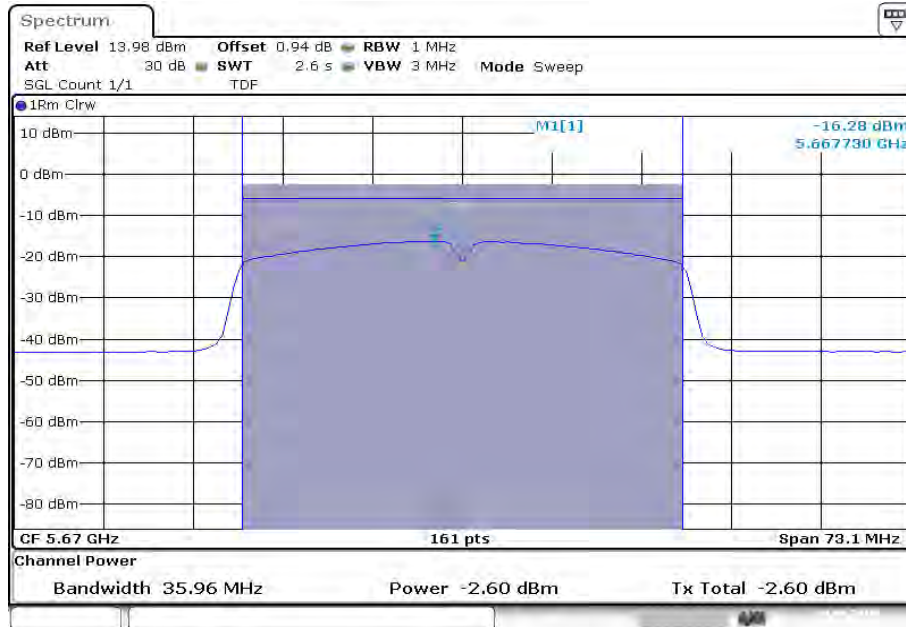 Spectrum
Ref Level 13.98 dBm Offset 0.94 dB RBW 1 MHz
Att 30 dB SWT 2.6 s VBW 3 MHz Mode Sweep
SGL Count 1/1 TDF
1Rm Clrw
M1[1] -16.28 dBm
5.667730 GHz
10 dBm
0 dBm
-10 dBm
-20 dBm
-30 dBm
-40 dBm
-50 dBm
-60 dBm
-70 dBm
-80 dBm
CF 5.67 GHz 161 pts Span 73.1 MHz
Channel Power
Bandwidth 35.96 MHz Power -2.60 dBm Tx Total -2.60 dBm